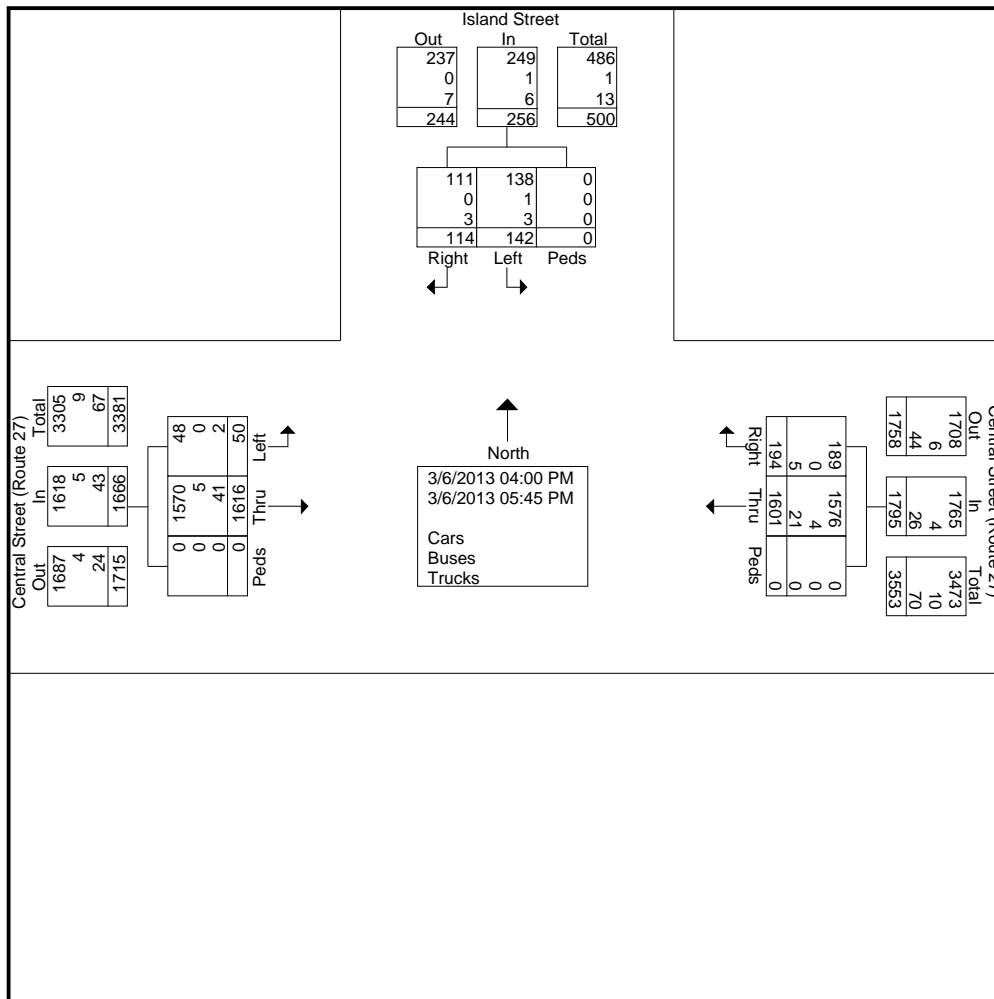 Island Street
Out In Total
237 249 486
0 1 1
7 6 13
244 256 500
111 138 0
0 1 0
3 3 0
114 142 0
Right Left Peds
Central Street (Route 27)
Total In Out
3305 1618 1687
9 5 4
67 43 24
3381 1666 1715
48 1570 0
0 5 0
2 41 0
50 1616 0
Left Thru Peds
North
3/6/2013 04:00 PM
3/6/2013 05:45 PM
Cars
Buses
Trucks
Right Thru Peds
189 1576 0
0 4 0
5 21 0
194 1601 0
Central Street (Route 27)
Out In Total
1708 1765 3473
6 4 10
44 26 70
1758 1795 3553